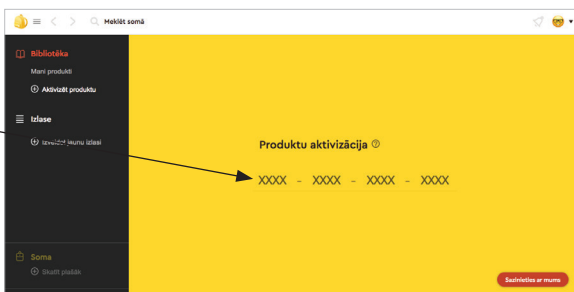 Meklēt somā
Bibliotēka
Mani produkti
Aktivizēt produktu
Izlase
Izveidot jaunu izlasi
Produktu aktivizācija
XXXX - XXXX - XXXX - XXXX
Soma
Skatīt plašāk
Sazinieties ar mums